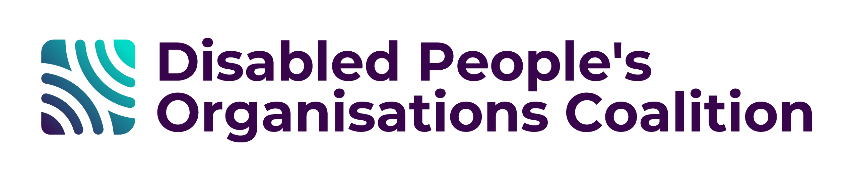 Disabled People's
Organisations Coalition